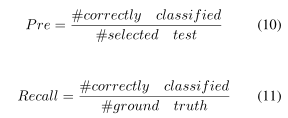 Pre = #correctly classified / #selected test (10)
Recall = #correctly classified / #ground truth (11)